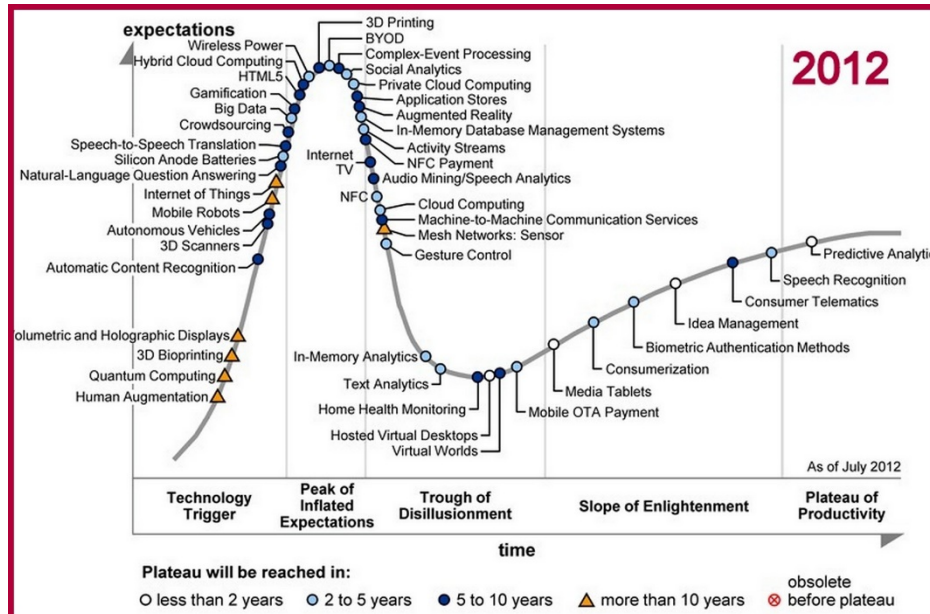 expectations
2012
3D Printing
BYOD
Complex-Event Processing
Social Analytics
Private Cloud Computing
Application Stores
Augmented Reality
In-Memory Database Management Systems
Activity Streams
NFC Payment
Audio Mining/Speech Analytics
Cloud Computing
Machine-to-Machine Communication Services
Mesh Networks: Sensor
Gesture Control
Wireless Power
Hybrid Cloud Computing
HTML5
Gamification
Big Data
Crowdsourcing
Speech-to-Speech Translation
Silicon Anode Batteries
Natural-Language Question Answering
Internet of Things
Mobile Robots
Autonomous Vehicles
3D Scanners
Automatic Content Recognition
olumetric and Holographic Displays
3D Bioprinting
Quantum Computing
Human Augmentation
Internet
TV
NFC
In-Memory Analytics
Text Analytics
Home Health Monitoring
Hosted Virtual Desktops
Virtual Worlds
Mobile OTA Payment
Media Tablets
Consumerization
Biometric Authentication Methods
Idea Management
Consumer Telematics
Speech Recognition
Predictive Analytic
As of July 2012
Technology
Trigger
Peak of
Inflated
Expectations
Trough of
Disillusionment
Slope of Enlightenment
Plateau of
Productivity
time
Plateau will be reached in:
less than 2 years
2 to 5 years
5 to 10 years
more than 10 years
obsolete
before plateau